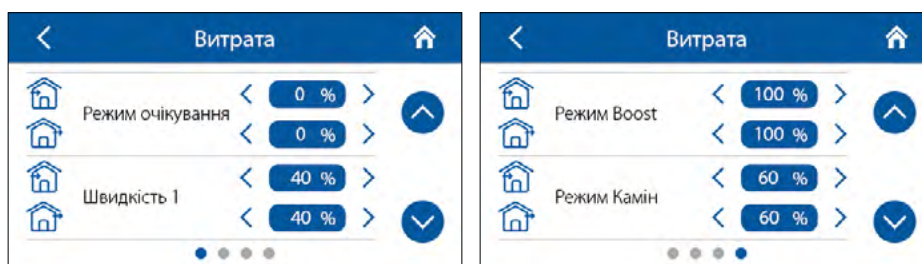 Витрата
Режим очікування
0 %
0 %
Швидкість 1
40 %
40 %
Витрата
Режим Boost
100 %
100 %
Режим Камін
60 %
60 %